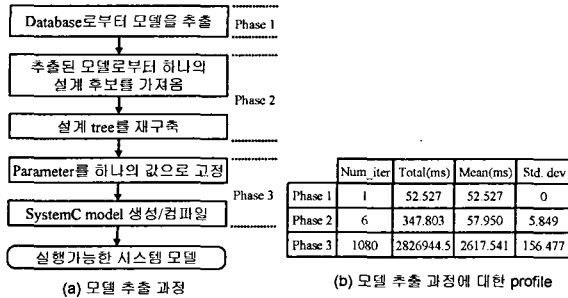 Database로부터 모델을 추출
Phase 1
추출된 모델로부터 하나의
설계 후보를 가져옴
Phase 2
설계 tree를 재구축
Parameter를 하나의 값으로 고정
Phase 3
SystemC model 생성/컴파일
실행가능한 시스템 모델
(a) 모델 추출 과정
Num_iter Total(ms) Mean(ms) Std. dev
Phase 1 1 52.527 52.527 0
Phase 2 6 347.803 57.950 5.849
Phase 3 1080 2826944.5 2617.541 156.477
(b) 모델 추출 과정에 대한 profile